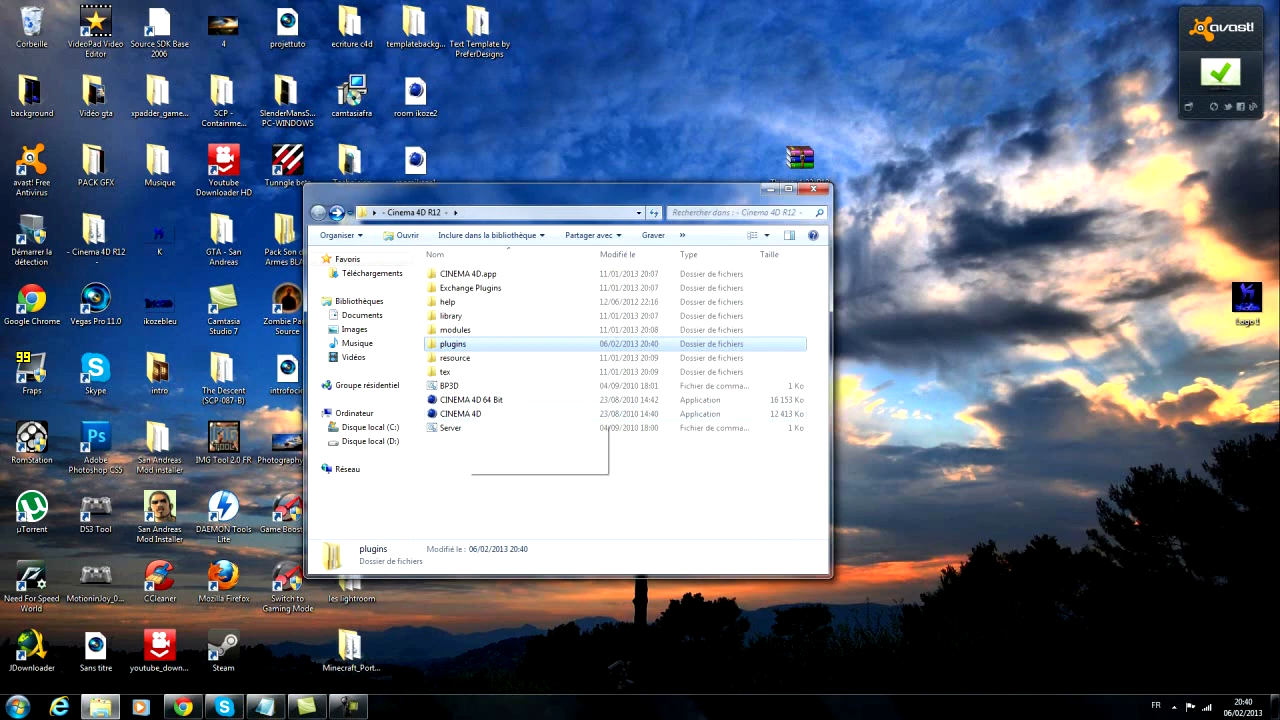 Corbeille
VideoPad Video
Editor
Source SDK Base
2006
4
projettuto
ecriture c4d
templatebackg...
Text Template by
PreferDesigns
avast!
background
Vidéo gta
xpadder_game...
SCP -
Containme...
SlenderMansS...
PC-WINDOWS
camtasiafra
room ikoze2
avast! Free
Antivirus
PACK GFX
Musique
Youtube
Downloader HD
Tunngle beta
Démarrer la
détection
- Cinema 4D R12
-
K
GTA - San
Andreas
Pack Son d
Armes BLA
Google Chrome
Vegas Pro 11.0
ikozebleu
Camtasia
Studio 7
Zombie Pa
Source
99
Fraps
Skype
intro
The Descent
(SCP-087-B)
introfocie
RomStation
Adobe
Photoshop CS5
San Andreas
Mod installer
IMG Tool 2.0 FR
Photography
µTorrent
DS3 Tool
San Andreas
Mod Installer
DAEMON Tools
Lite
Game Boost
Need For Speed
World
MotioninJoy_0...
CCleaner
Mozilla Firefox
Switch to
Gaming Mode
les lightroom
JDownloader
Sans titre
youtube_down...
Steam
Minecraft_Port...
Logo 1
- Cinema 4D R12 -
Rechercher dans : - Cinema 4D R12 -
Organiser
Ouvrir
Inclure dans la bibliothèque
Partager avec
Graver
»
Nom
Modifié le
Type
Taille
Favoris
Téléchargements
Bibliothèques
Documents
Images
Musique
Vidéos
Groupe résidentiel
Ordinateur
Disque local (C:)
Disque local (D:)
Réseau
CINEMA 4D.app 11/01/2013 20:07 Dossier de fichiers
Exchange Plugins 11/01/2013 20:07 Dossier de fichiers
help 12/06/2012 22:16 Dossier de fichiers
library 11/01/2013 20:07 Dossier de fichiers
modules 11/01/2013 20:08 Dossier de fichiers
plugins 06/02/2013 20:40 Dossier de fichiers
resource 11/01/2013 20:09 Dossier de fichiers
tex 11/01/2013 20:09 Dossier de fichiers
BP3D 04/09/2010 18:01 Fichier de comma... 1 Ko
CINEMA 4D 64 Bit 23/08/2010 14:42 Application 16 153 Ko
CINEMA 4D 23/08/2010 14:40 Application 12 413 Ko
Server 04/09/2010 18:00 Fichier de comma... 1 Ko
plugins
Modifié le : 06/02/2013 20:40
Dossier de fichiers
FR
20:40
06/02/2013